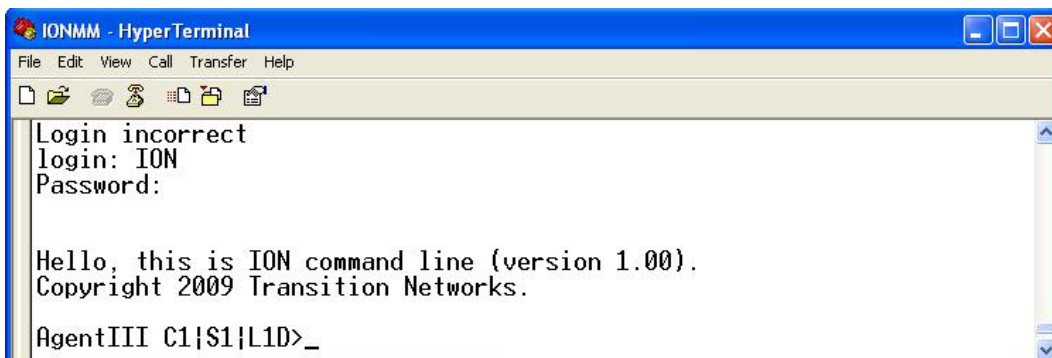 IONMM - HyperTerminal
File Edit View Call Transfer Help
Login incorrect
login: ION
Password:
Hello, this is ION command line (version 1.00).
Copyright 2009 Transition Networks.
AgentIII C1|S1|L1D>_